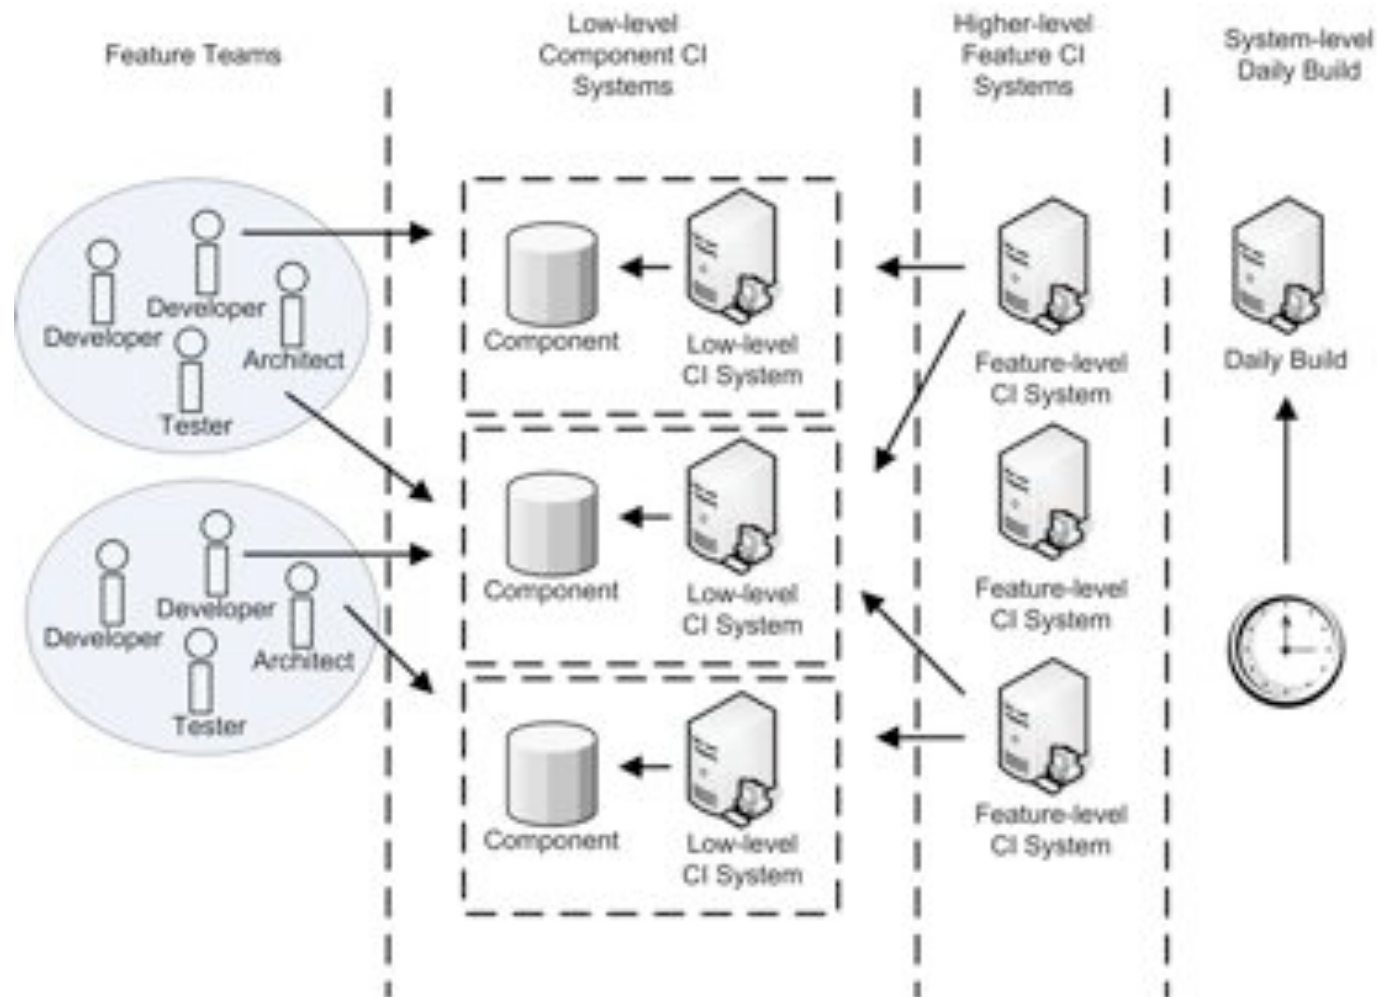 Feature Teams
Low-level
Component CI
Systems
Higher-level
Feature CI
Systems
System-level
Daily Build
Developer
Developer
Architect
Tester
Developer
Developer
Architect
Tester
Component
Low-level
CI System
Component
Low-level
CI System
Component
Low-level
CI System
Feature-level
CI System
Feature-level
CI System
Feature-level
CI System
Daily Build